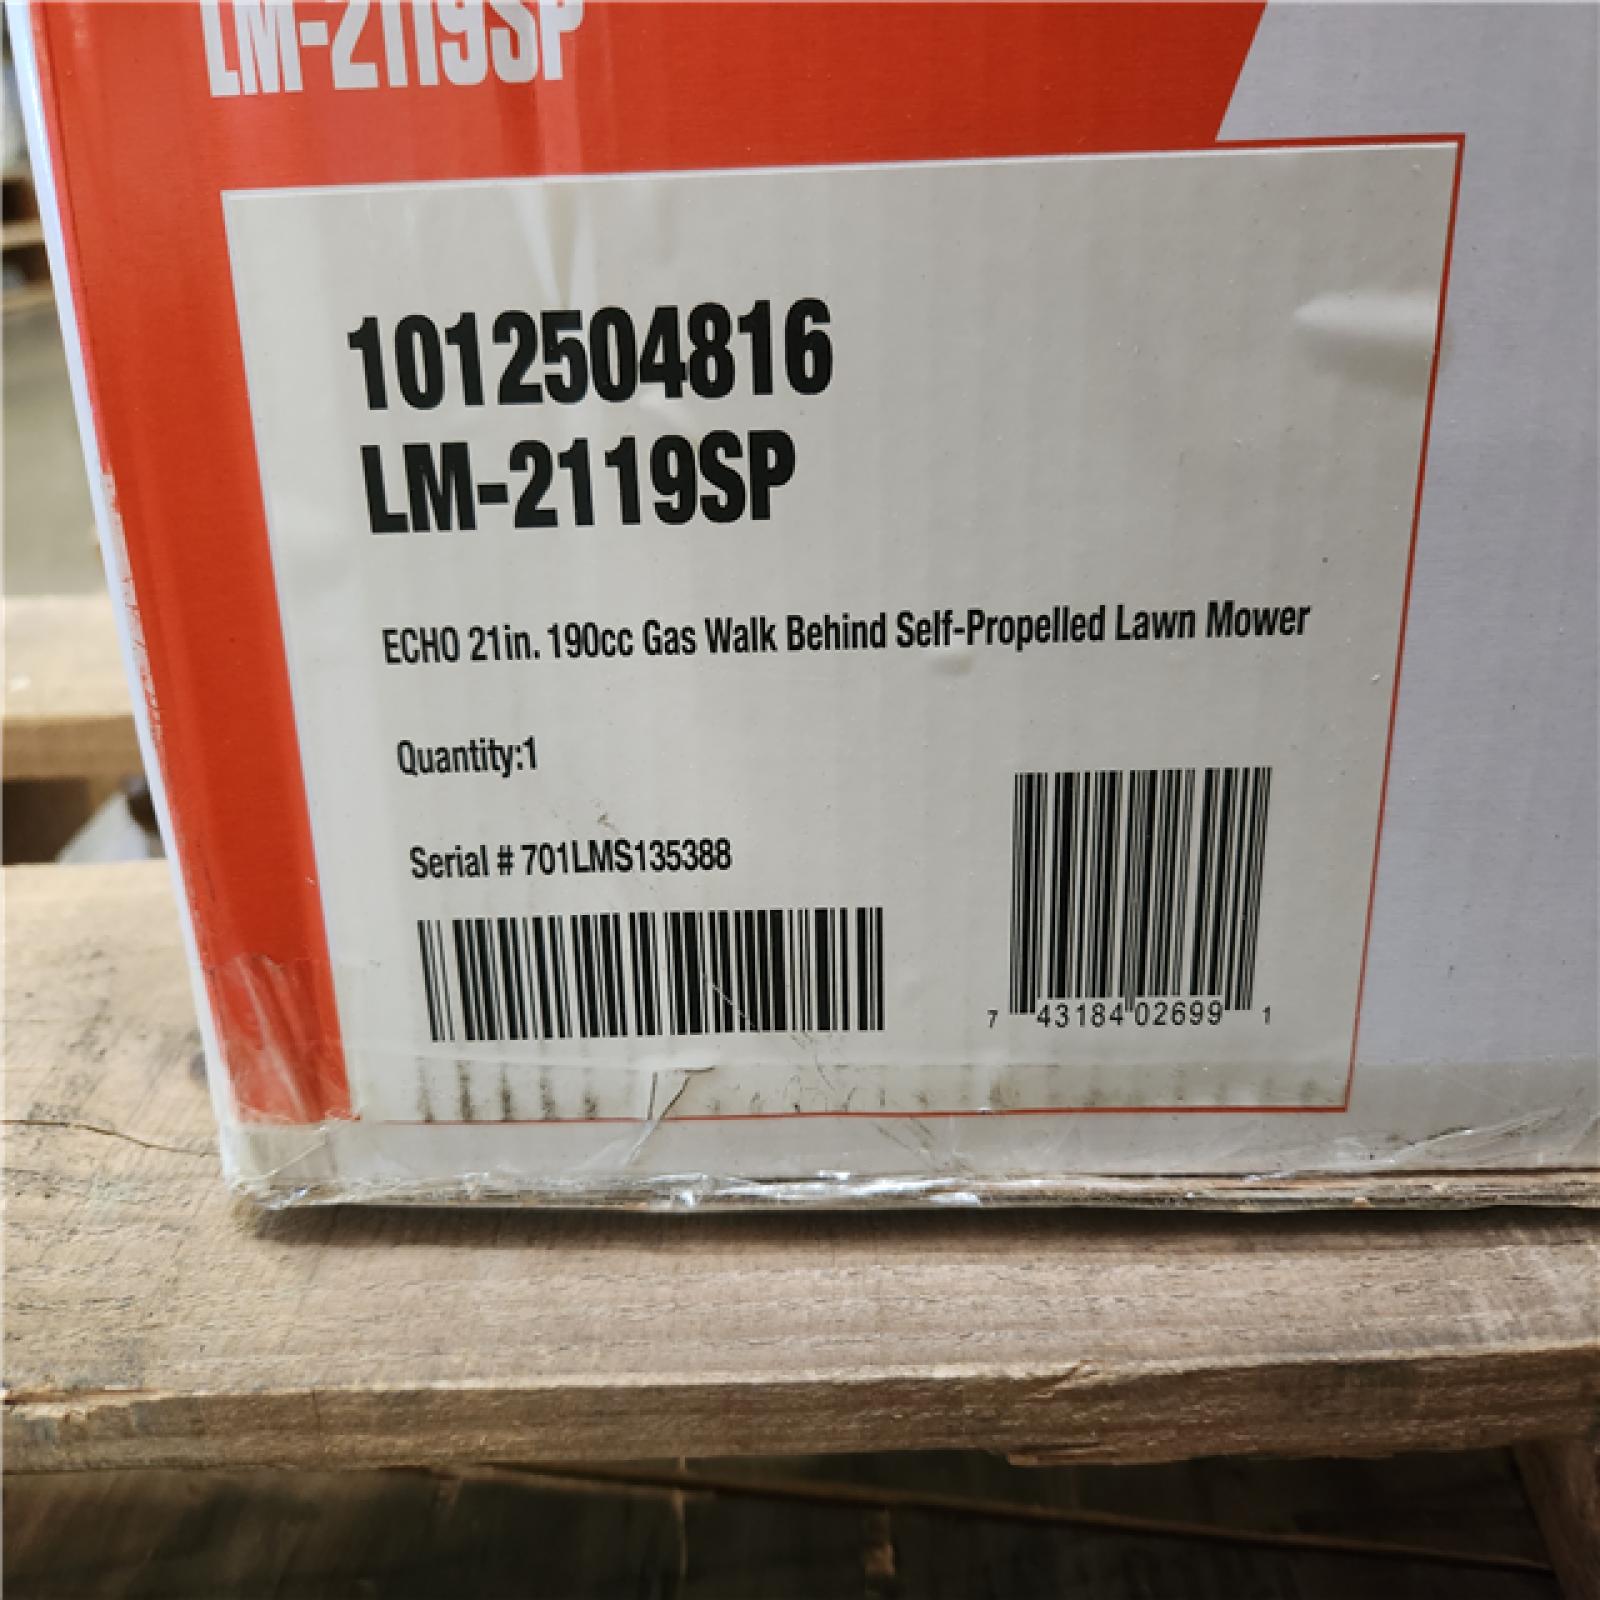 LM-2119SP
1012504816
LM-2119SP
ECHO 21in. 190cc Gas Walk Behind Self-Propelled Lawn Mower
Quantity:1
Serial # 701LMS135388
7 43184 02699 1